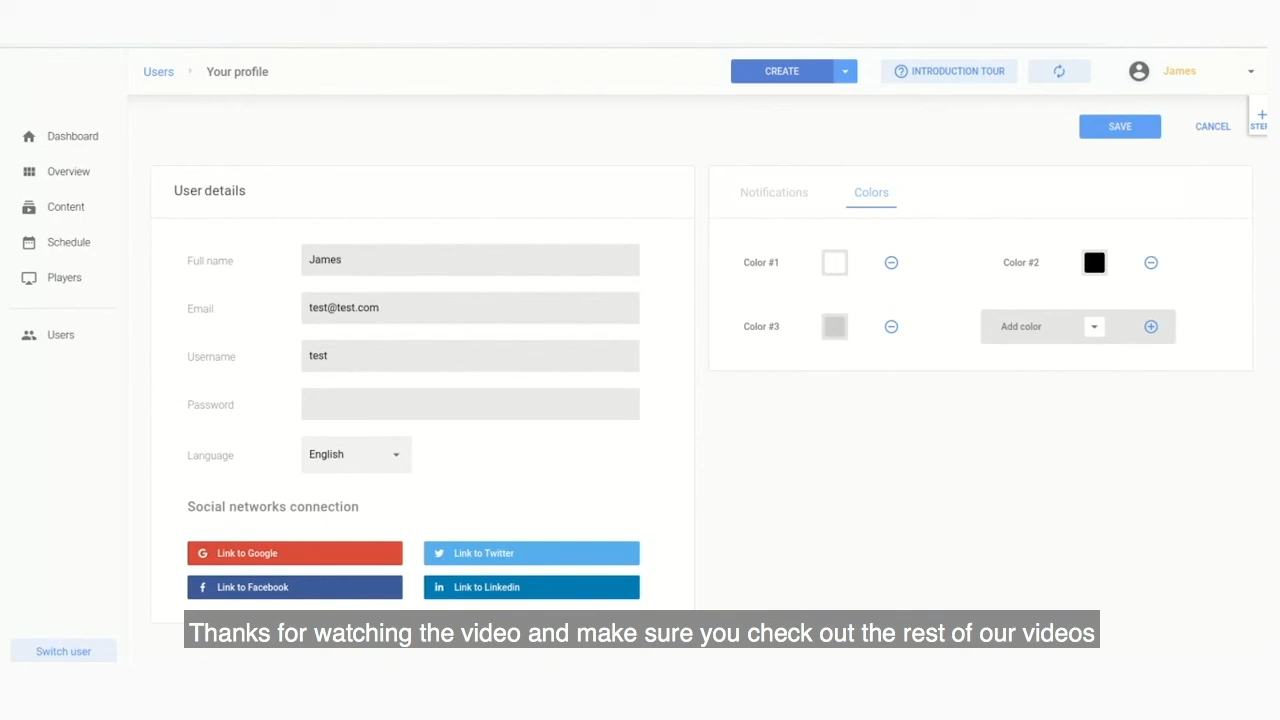 Users
Your profile
CREATE
INTRODUCTION TOUR
James
SAVE
CANCEL
STEP
Dashboard
Overview
Content
Schedule
Players
Users
Switch user
User details
Full name
James
Email
test@test.com
Username
test
Password
Language
English
Social networks connection
Link to Google
Link to Twitter
Link to Facebook
Link to Linkedin
Notifications
Colors
Color #1
Color #2
Color #3
Add color
Thanks for watching the video and make sure you check out the rest of our videos